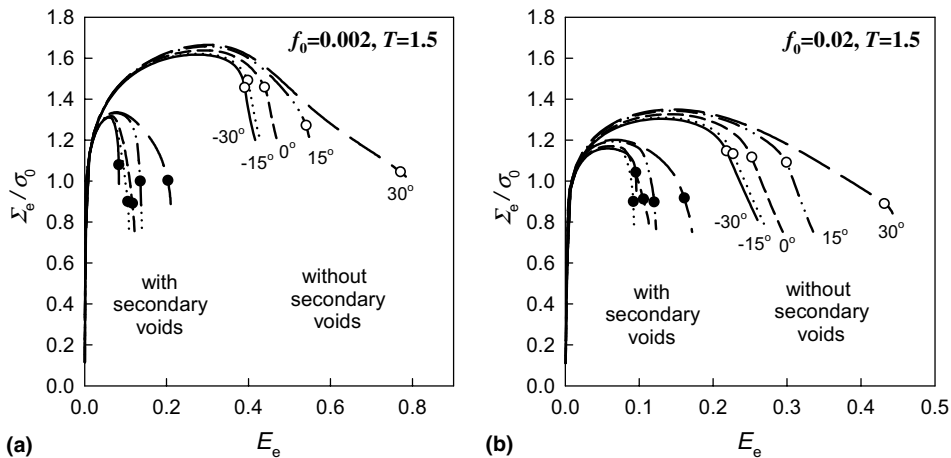 f₀=0.002, T=1.5
Σₑ/σ₀
1.8
1.6
1.4
1.2
1.0
0.8
0.6
0.4
0.2
0.0
-30°
-15°
0°
15°
30°
with
secondary
voids
without
secondary
voids
0.0 0.2 0.4 0.6 0.8
(a)
Eₑ
f₀=0.02, T=1.5
Σₑ/σ₀
1.8
1.6
1.4
1.2
1.0
0.8
0.6
0.4
0.2
0.0
-30°
-15°
0°
15°
30°
with
secondary
voids
without
secondary
voids
0.0 0.1 0.2 0.3 0.4 0.5
(b)
Eₑ